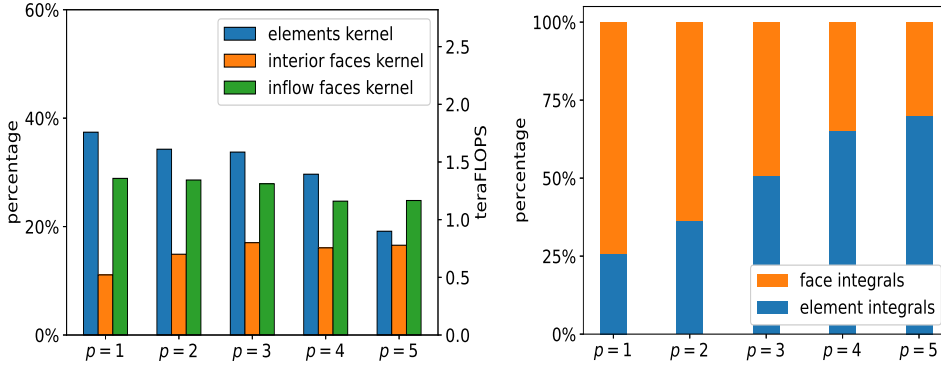 60%
40%
20%
0%
percentage
elements kernel
interior faces kernel
inflow faces kernel
2.5
2.0
1.5
1.0
0.5
0.0
teraFLOPS
p = 1
p = 2
p = 3
p = 4
p = 5
100%
75%
50%
25%
0%
percentage
face integrals
element integrals
p = 1
p = 2
p = 3
p = 4
p = 5